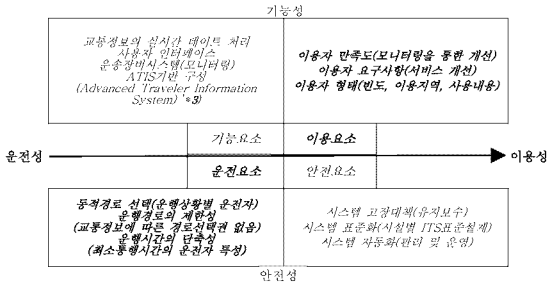 기능성
교통정보의 실시간 데이트 처리
사용자 인터페이스
운송장비시스템(모니터링)
ATIS기반 구성
(Advanced Traveler Information
System) '*3)
이용자 만족도(모니터링을 통한 개선)
이용자 요구사항(서비스 개선)
이용자 형태(빈도, 이용지역, 사용내용)
기능요소
이용요소
운전성
이용성
운전요소
안전요소
동적경로 선택(운행상황별 운전자)
운행경로의 제한성
(교통정보에 따른 경로선택권 없음)
운행시간의 단축성
(최소통행시간의 운전자 특성)
시스템 고장대책(유지보수)
시스템 표준화(시설별 ITS표준설계)
시스템 자동화(관리 및 운영)
안전성